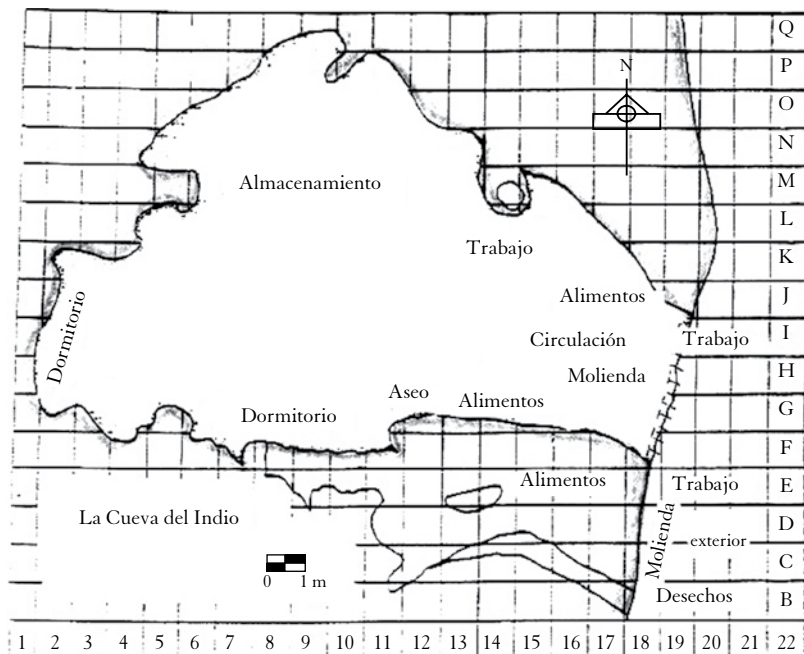 Q
N
P
O
N
Almacenamiento
M
L
Trabajo
K
Dormitorio
Alimentos
J
Circulación
Trabajo
I
Molienda
H
Aseo
Alimentos
Dormitorio
G
F
Alimentos
Trabajo
E
La Cueva del Indio
Molienda
exterior
D
C
0 1 m
Desechos
B
1 2 3 4 5 6 7 8 9 10 11 12 13 14 15 16 17 18 19 20 21 22